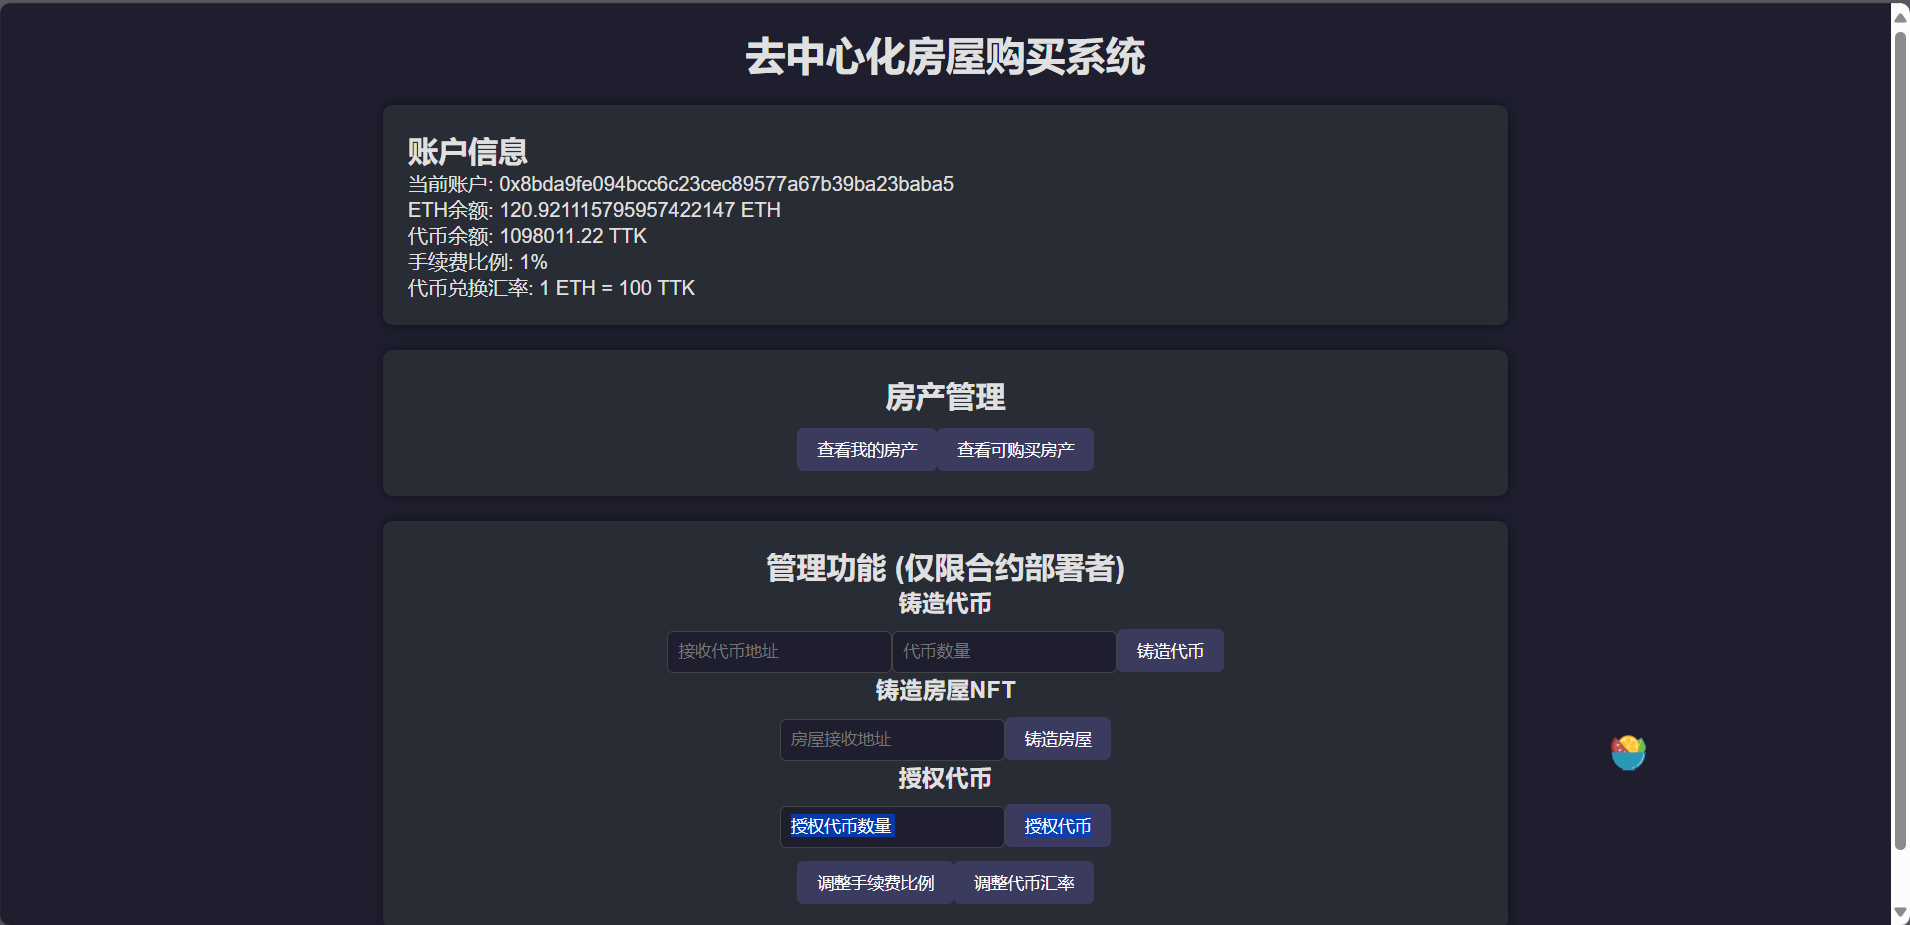 去中心化房屋购买系统
账户信息
当前账户: 0x8bda9fe094bcc6c23cec89577a67b39ba23baba5
ETH余额: 120.921115795957422147 ETH
代币余额: 1098011.22 TTK
手续费比例: 1%
代币兑换汇率: 1 ETH = 100 TTK
房产管理
查看我的房产 查看可购买房产
管理功能 (仅限合约部署者)
铸造代币
接收代币地址 代币数量 铸造代币
铸造房屋NFT
房屋接收地址 铸造房屋
授权代币
授权代币数量 授权代币
调整手续费比例 调整代币汇率